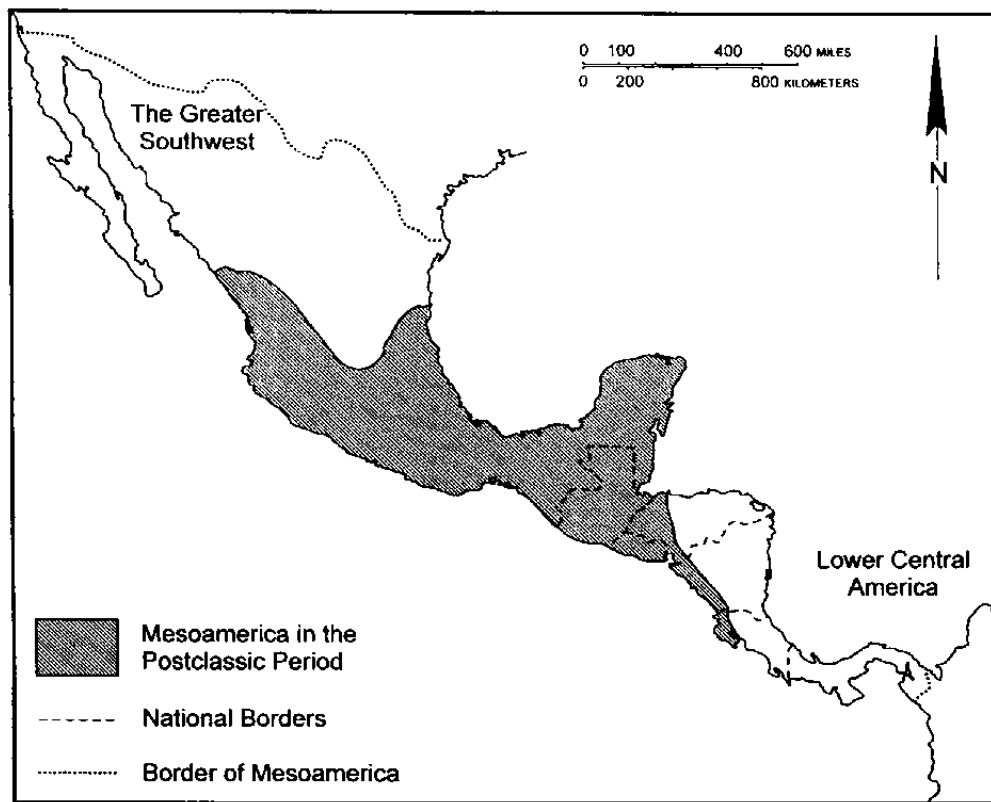 0 100 400 600 MILES
0 200 800 KILOMETERS
The Greater
Southwest
N
Lower Central
America
Mesoamerica in the
Postclassic Period
National Borders
Border of Mesoamerica